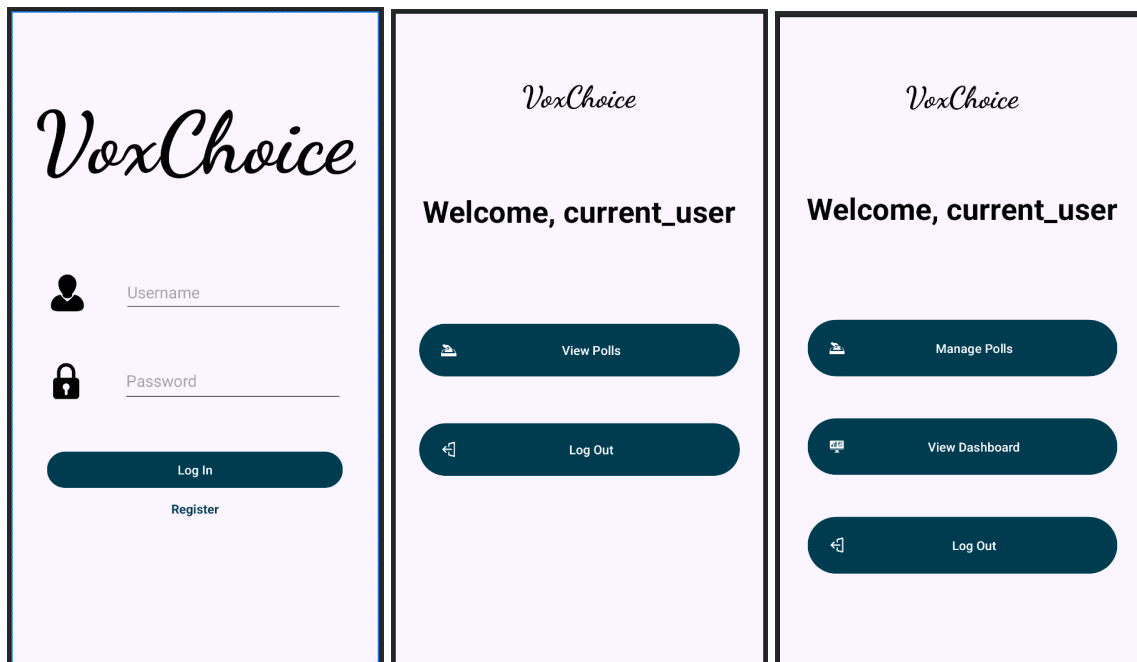 VoxChoice
Username
Password
Log In
Register
VoxChoice
Welcome, current_user
View Polls
Log Out
VoxChoice
Welcome, current_user
Manage Polls
View Dashboard
Log Out